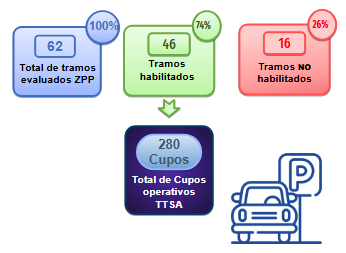 100%
62
Total de tramos
evaluados ZPP
74%
46
Tramos
habilitados
26%
16
Tramos no
habilitados
280
Cupos
Total de Cupos
operativos
TTSA
P